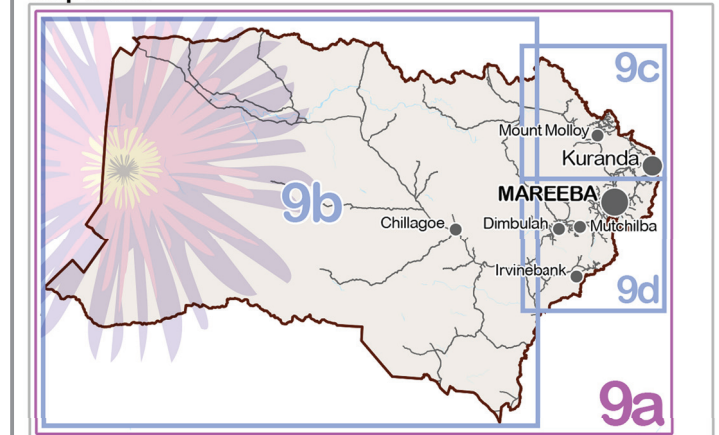 9c
Mount Molloy
Kuranda
9b
MAREEBA
Chillagoe
Dimbulah
Mutchilba
Irvinebank
9d
9a